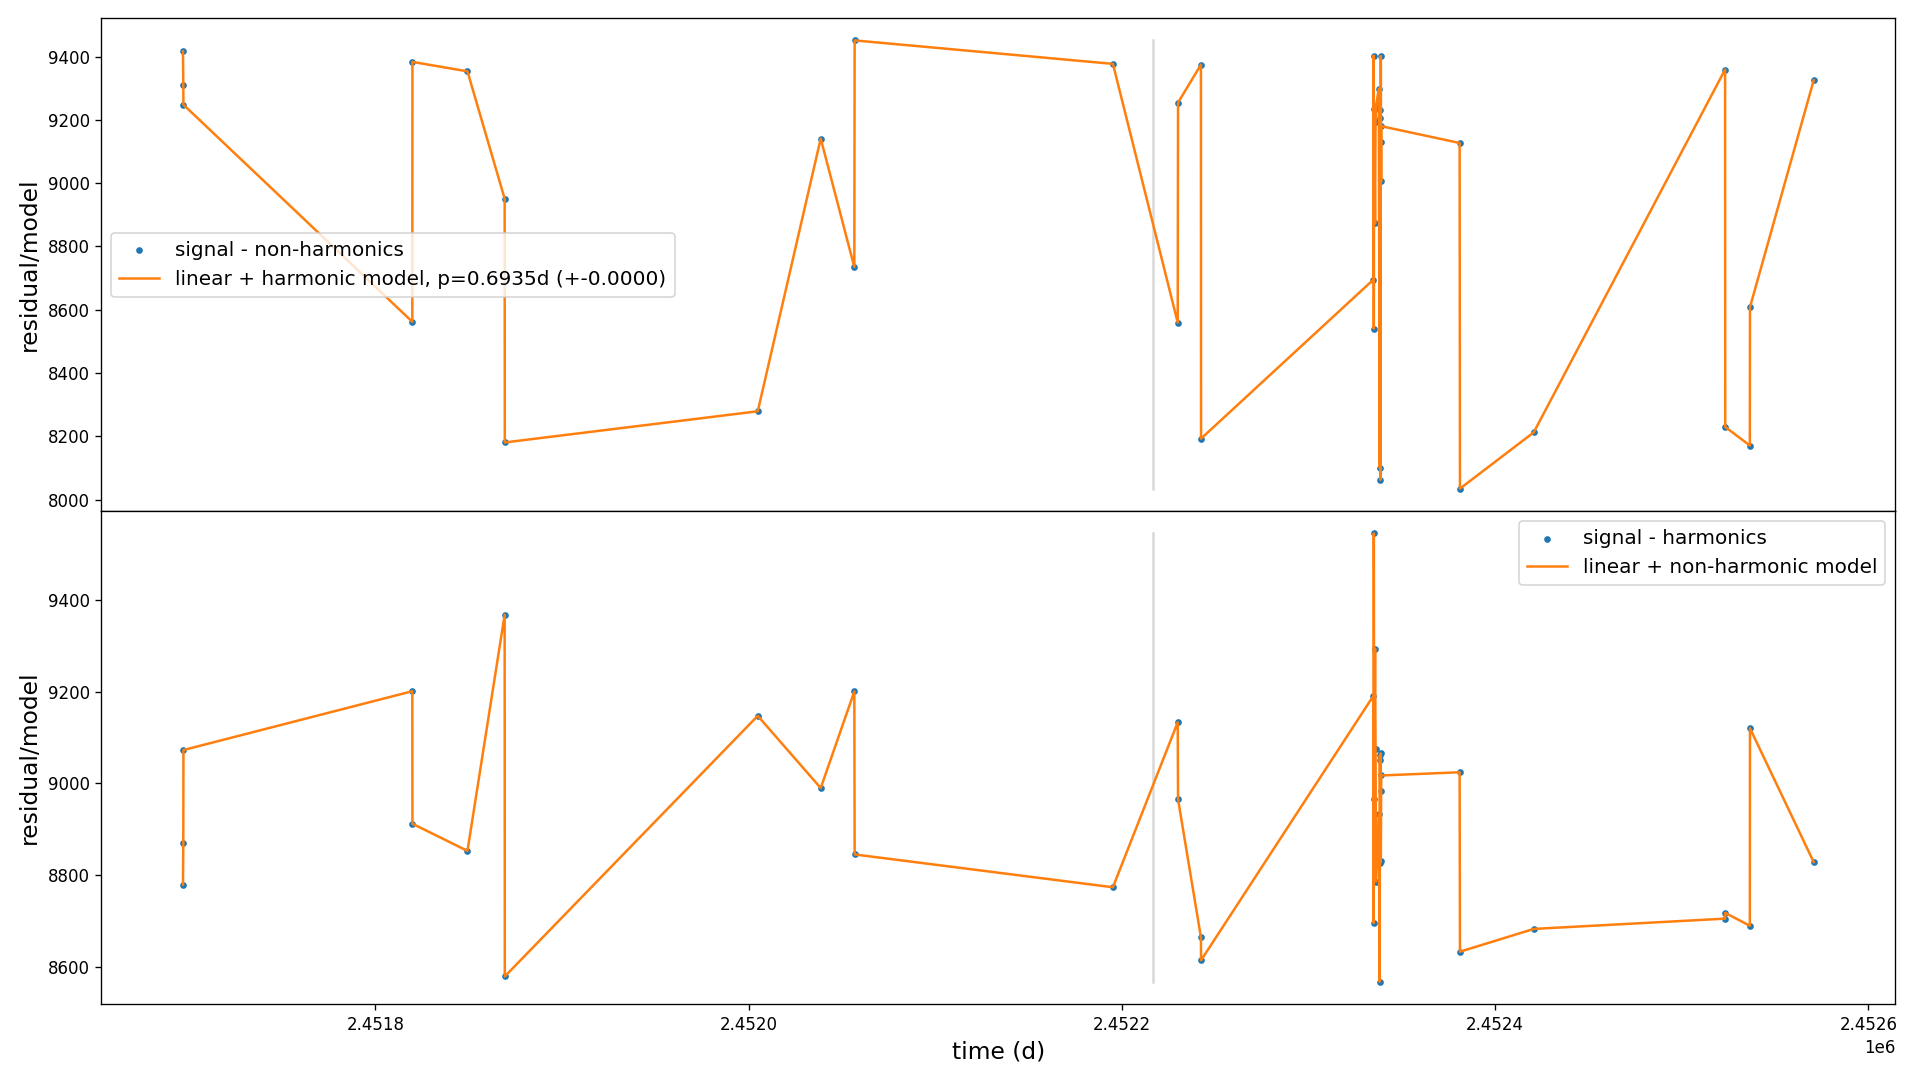 9400
9200
9000
8800
8600
8400
8200
8000
residual/model
signal - non-harmonics
linear + harmonic model, p=0.6935d (+-0.0000)
9400
9200
9000
8800
8600
residual/model
signal - harmonics
linear + non-harmonic model
2.4518 2.4520 2.4522 2.4524 2.4526
1e6
time (d)